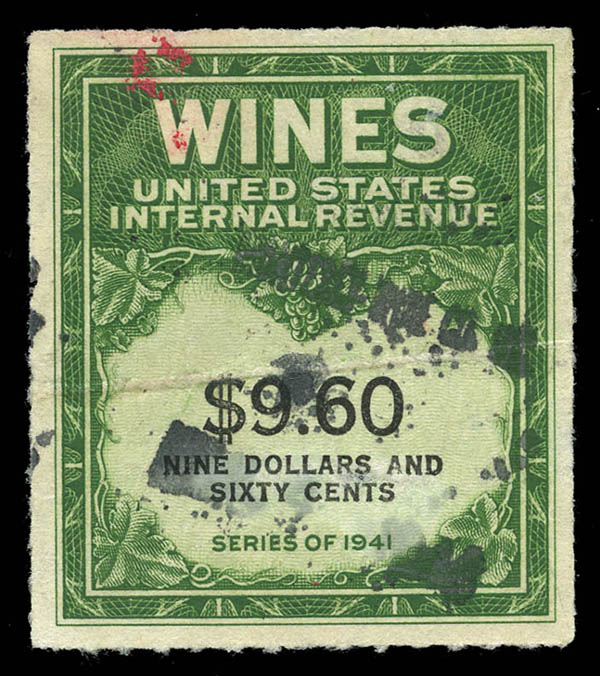 WINES
UNITED STATES
INTERNAL REVENUE
$9.60
NINE DOLLARS AND
SIXTY CENTS
SERIES OF 1941